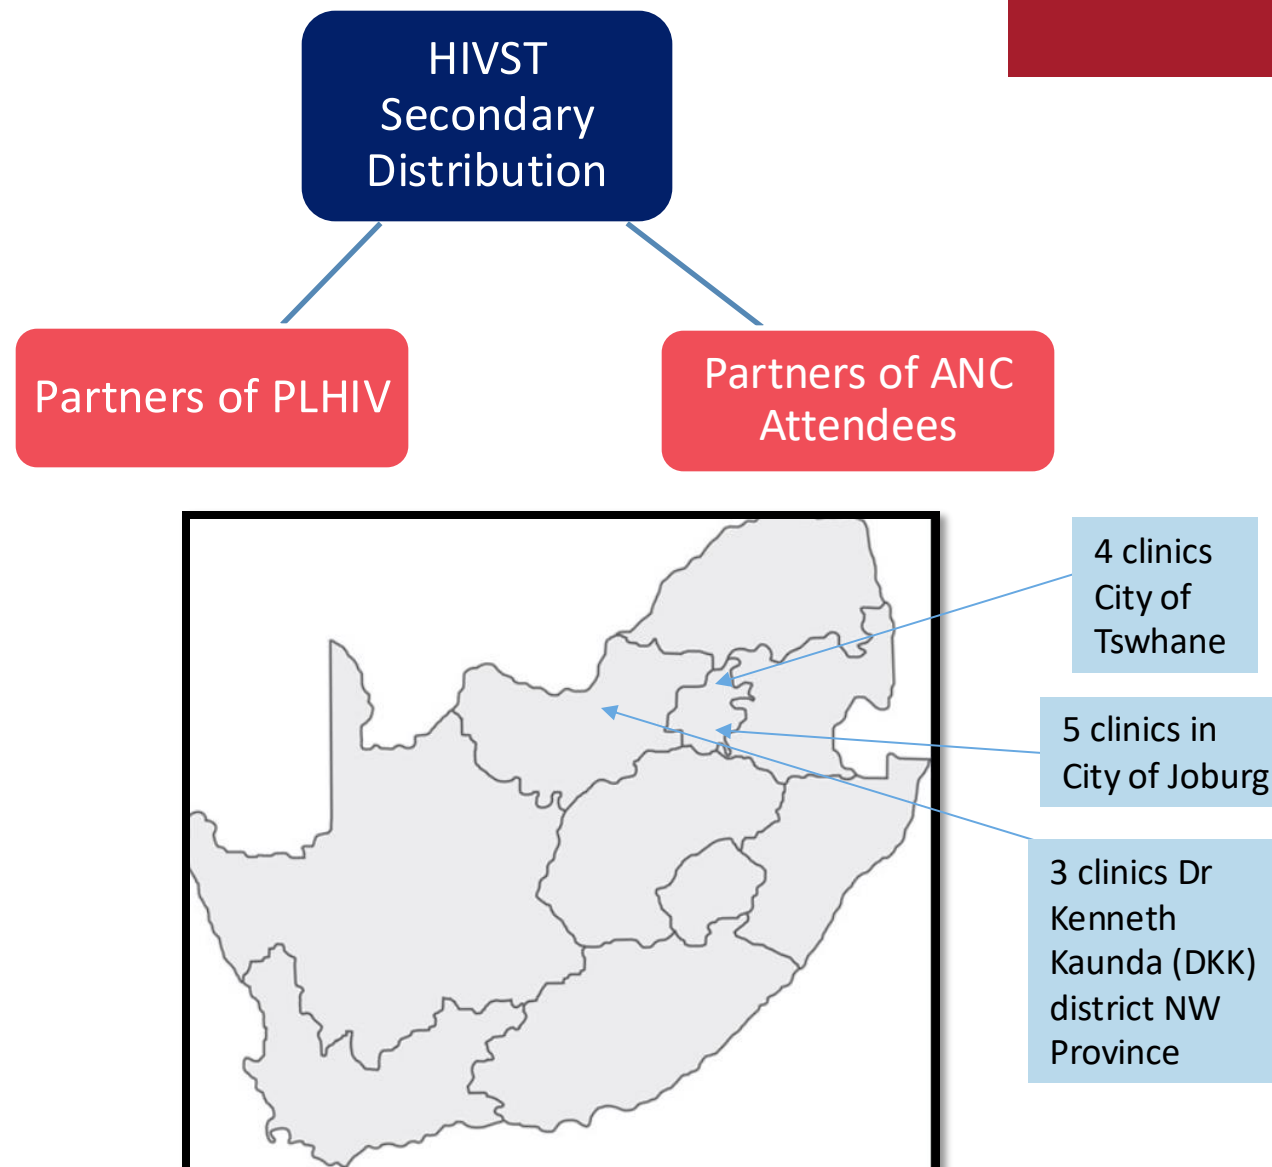 HIVST
Secondary
Distribution
Partners of PLHIV
Partners of ANC
Attendees
4 clinics
City of
Tswhane
5 clinics in
City of Joburg
3 clinics Dr
Kenneth
Kaunda (DKK)
district NW
Province